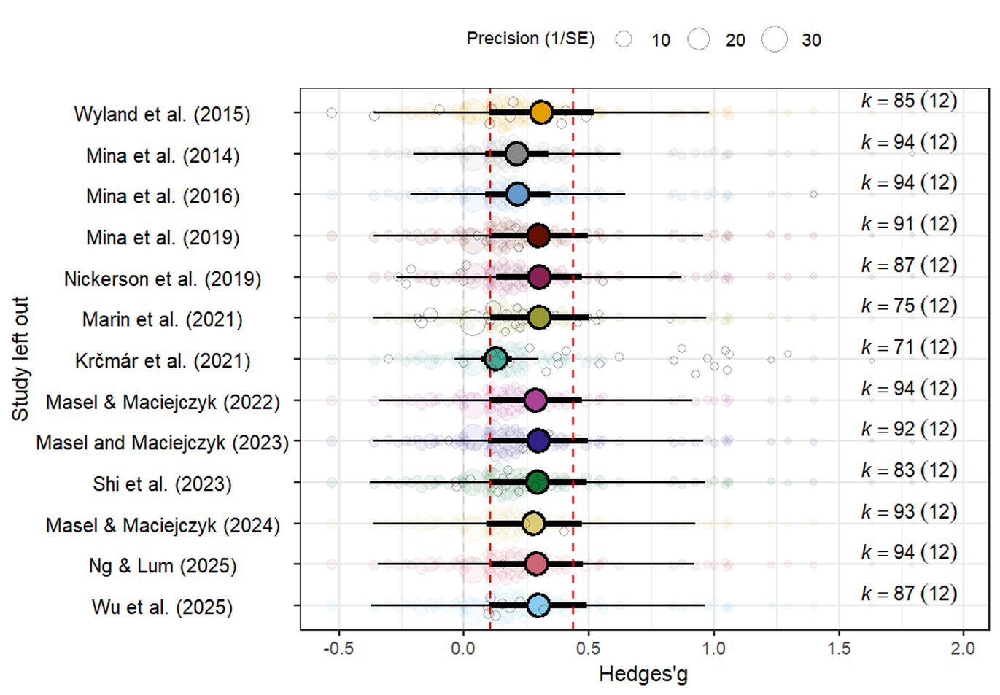 Precision (1/SE) 10 20 30
Wyland et al. (2015) k = 85 (12)
Mina et al. (2014) k = 94 (12)
Mina et al. (2016) k = 94 (12)
Mina et al. (2019) k = 91 (12)
Nickerson et al. (2019) k = 87 (12)
Marin et al. (2021) k = 75 (12)
Krčmár et al. (2021) k = 71 (12)
Masel & Maciejczyk (2022) k = 94 (12)
Masel and Maciejczyk (2023) k = 92 (12)
Shi et al. (2023) k = 83 (12)
Masel & Maciejczyk (2024) k = 93 (12)
Ng & Lum (2025) k = 94 (12)
Wu et al. (2025) k = 87 (12)
Study left out
-0.5 0.0 0.5 1.0 1.5 2.0
Hedges'g